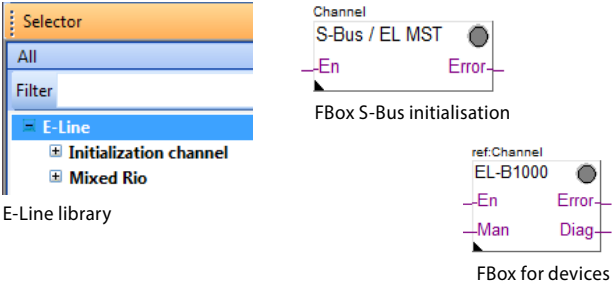 Selector
All
Filter
E-Line
Initialization channel
Mixed Rio
E-Line library
Channel
S-Bus / EL MST
En Error
FBox S-Bus initialisation
ref:Channel
EL-B1000
En Error
Man Diag
FBox for devices